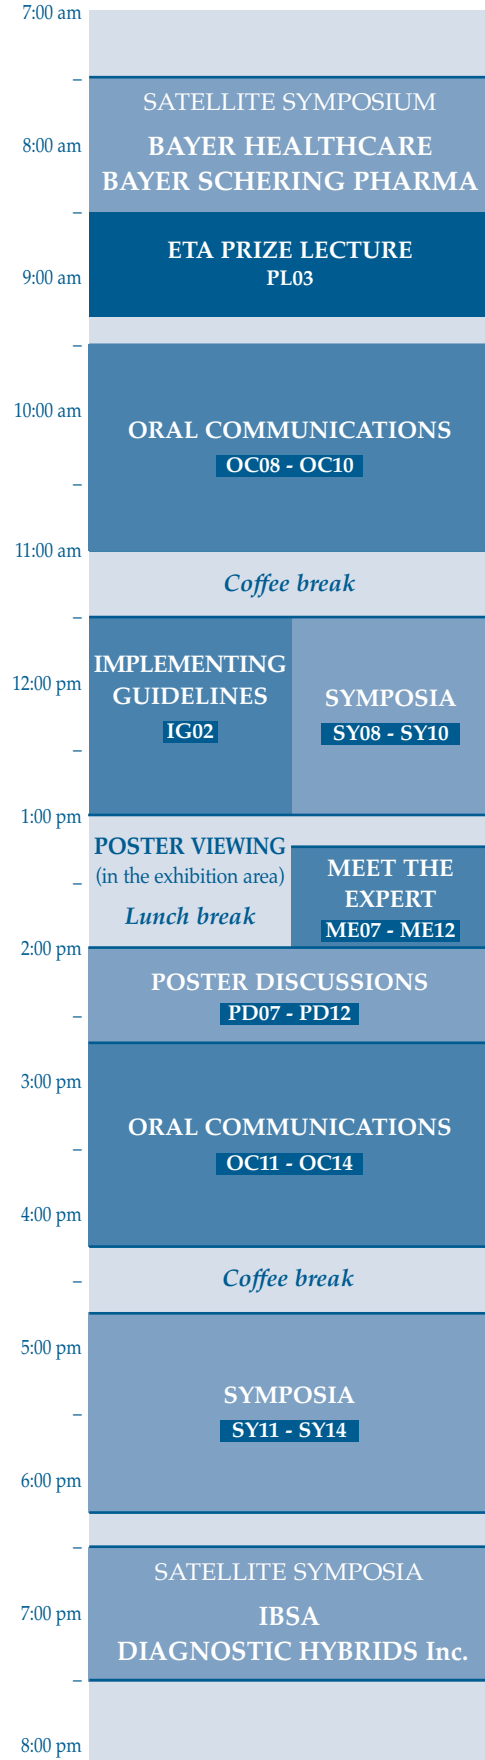 7:00 am
–
SATELLITE SYMPOSIUM
8:00 am
BAYER HEALTHCARE
BAYER SCHERING PHARMA
–
ETA PRIZE LECTURE
9:00 am
PL03
–
10:00 am
ORAL COMMUNICATIONS
OC08 - OC10
–
11:00 am
Coffee break
–
IMPLEMENTING
GUIDELINES
IG02
12:00 pm
SYMPOSIA
SY08 - SY10
–
1:00 pm
POSTER VIEWING
(in the exhibition area)
Lunch break
–
MEET THE
EXPERT
ME07 - ME12
2:00 pm
POSTER DISCUSSIONS
PD07 - PD12
–
3:00 pm
ORAL COMMUNICATIONS
–
OC11 - OC14
4:00 pm
Coffee break
–
5:00 pm
SYMPOSIA
–
SY11 - SY14
6:00 pm
–
SATELLITE SYMPOSIA
7:00 pm
IBSA
DIAGNOSTIC HYBRIDS Inc.
–
8:00 pm